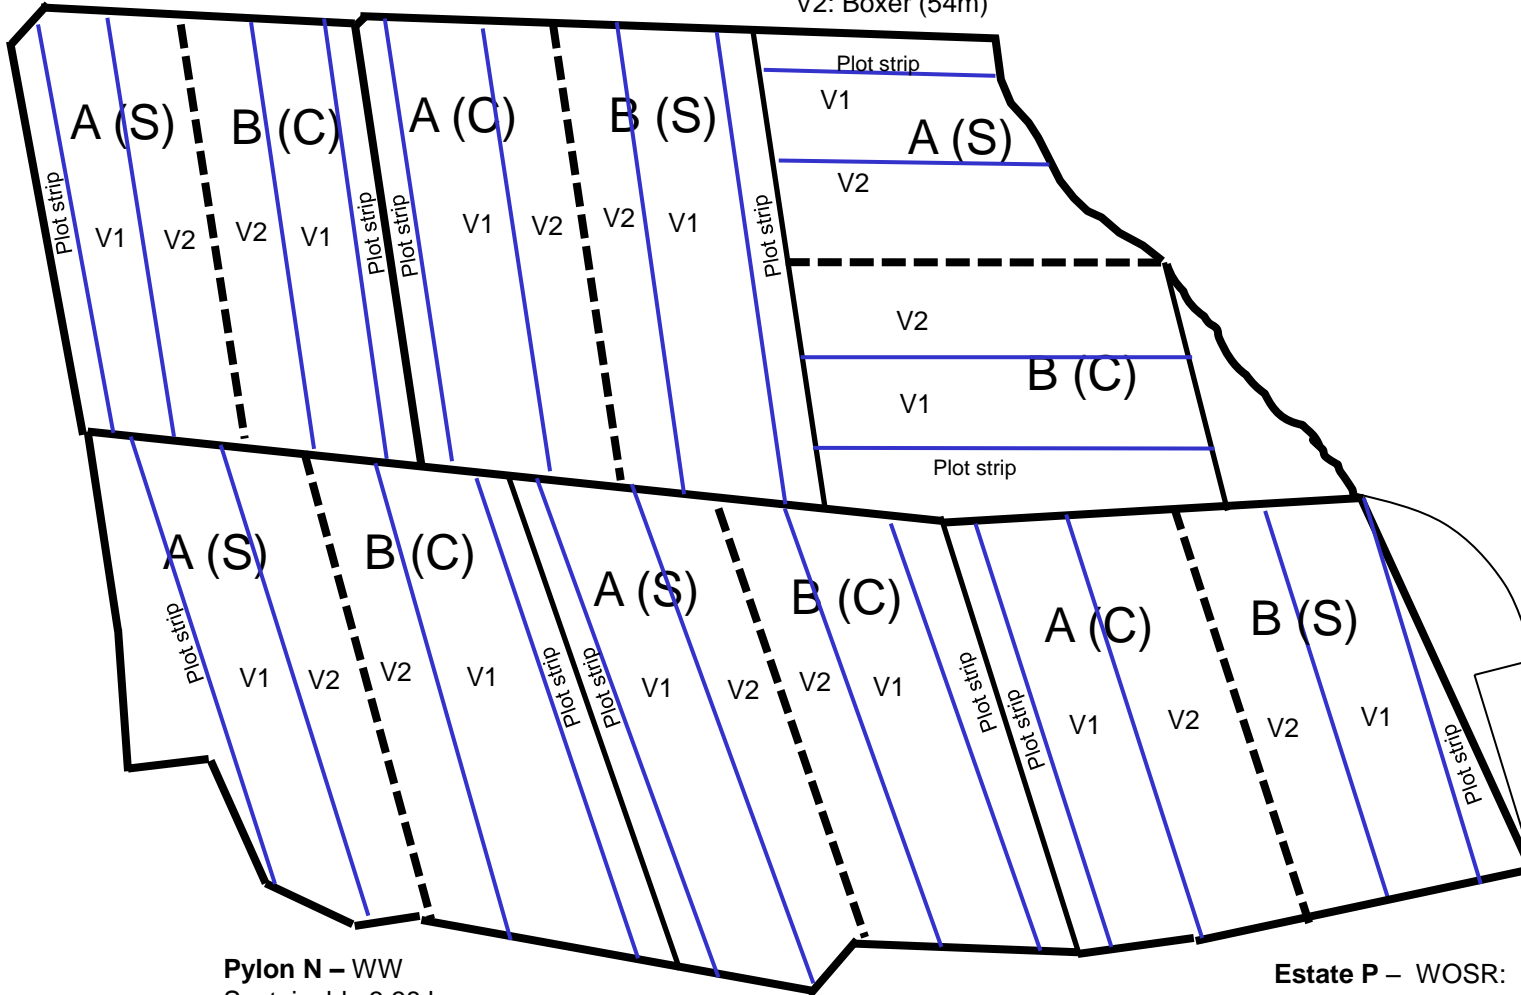 V2: Boxer (54m)
Plot strip
V1
A (S)
V2
V2
B (C)
V1
Plot strip
A (S)
B (C)
A (C)
B (S)
Plot strip
V1
V2
V2
V1
Plot strip
Plot strip
V1
V2
V2
V1
Plot strip
A (S)
B (C)
A (S)
B (C)
A (C)
B (S)
Plot strip
V1
V2
V2
V1
Plot strip
Plot strip
V1
V2
V2
V1
Plot strip
Plot strip
V1
V2
V2
V1
Plot strip
Pylon N – WW
Estate P – WOSR: